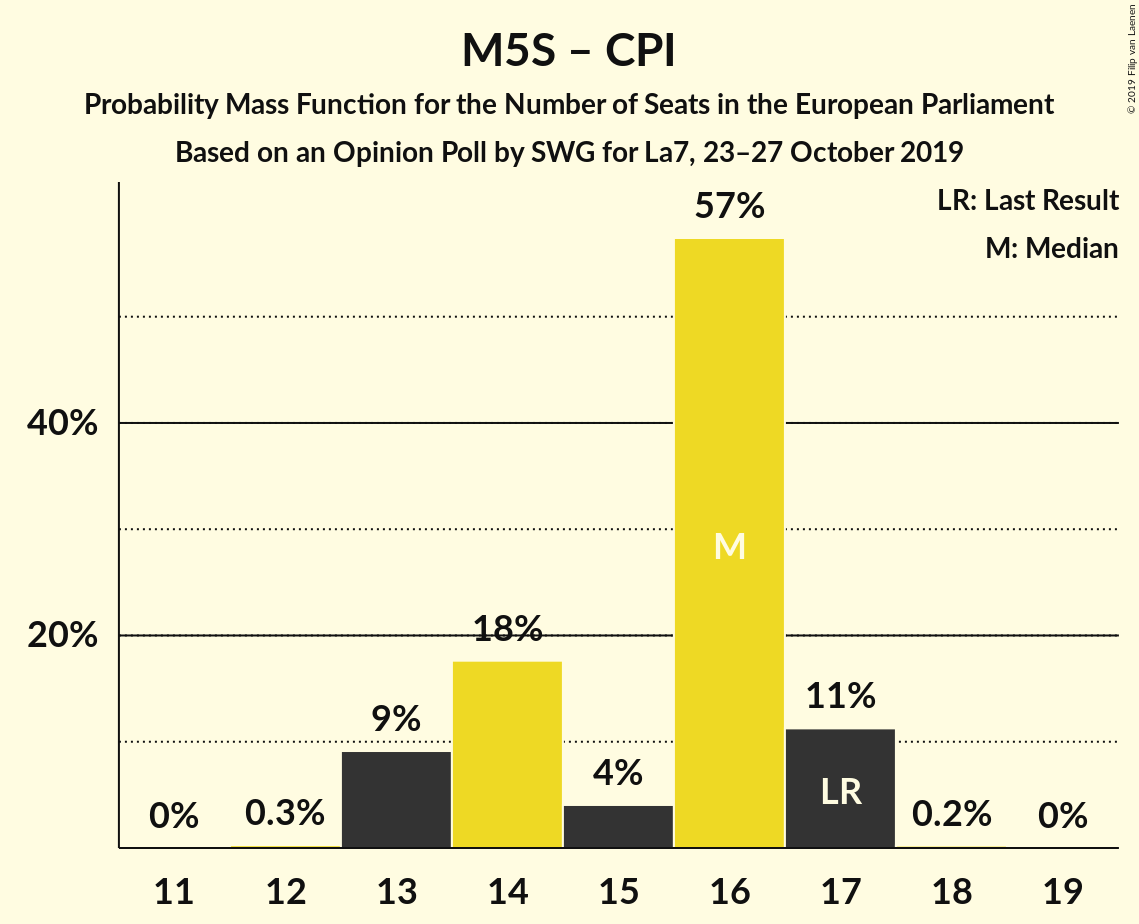 M5S – CPI
Probability Mass Function for the Number of Seats in the European Parliament
Based on an Opinion Poll by SWG for La7, 23–27 October 2019
© 2019 Filip van Laenen
LR: Last Result
M: Median
57%
40%
M
20%
18%
9%
11%
4%
LR
0%
0.3%
0.2%
0%
11 12 13 14 15 16 17 18 19